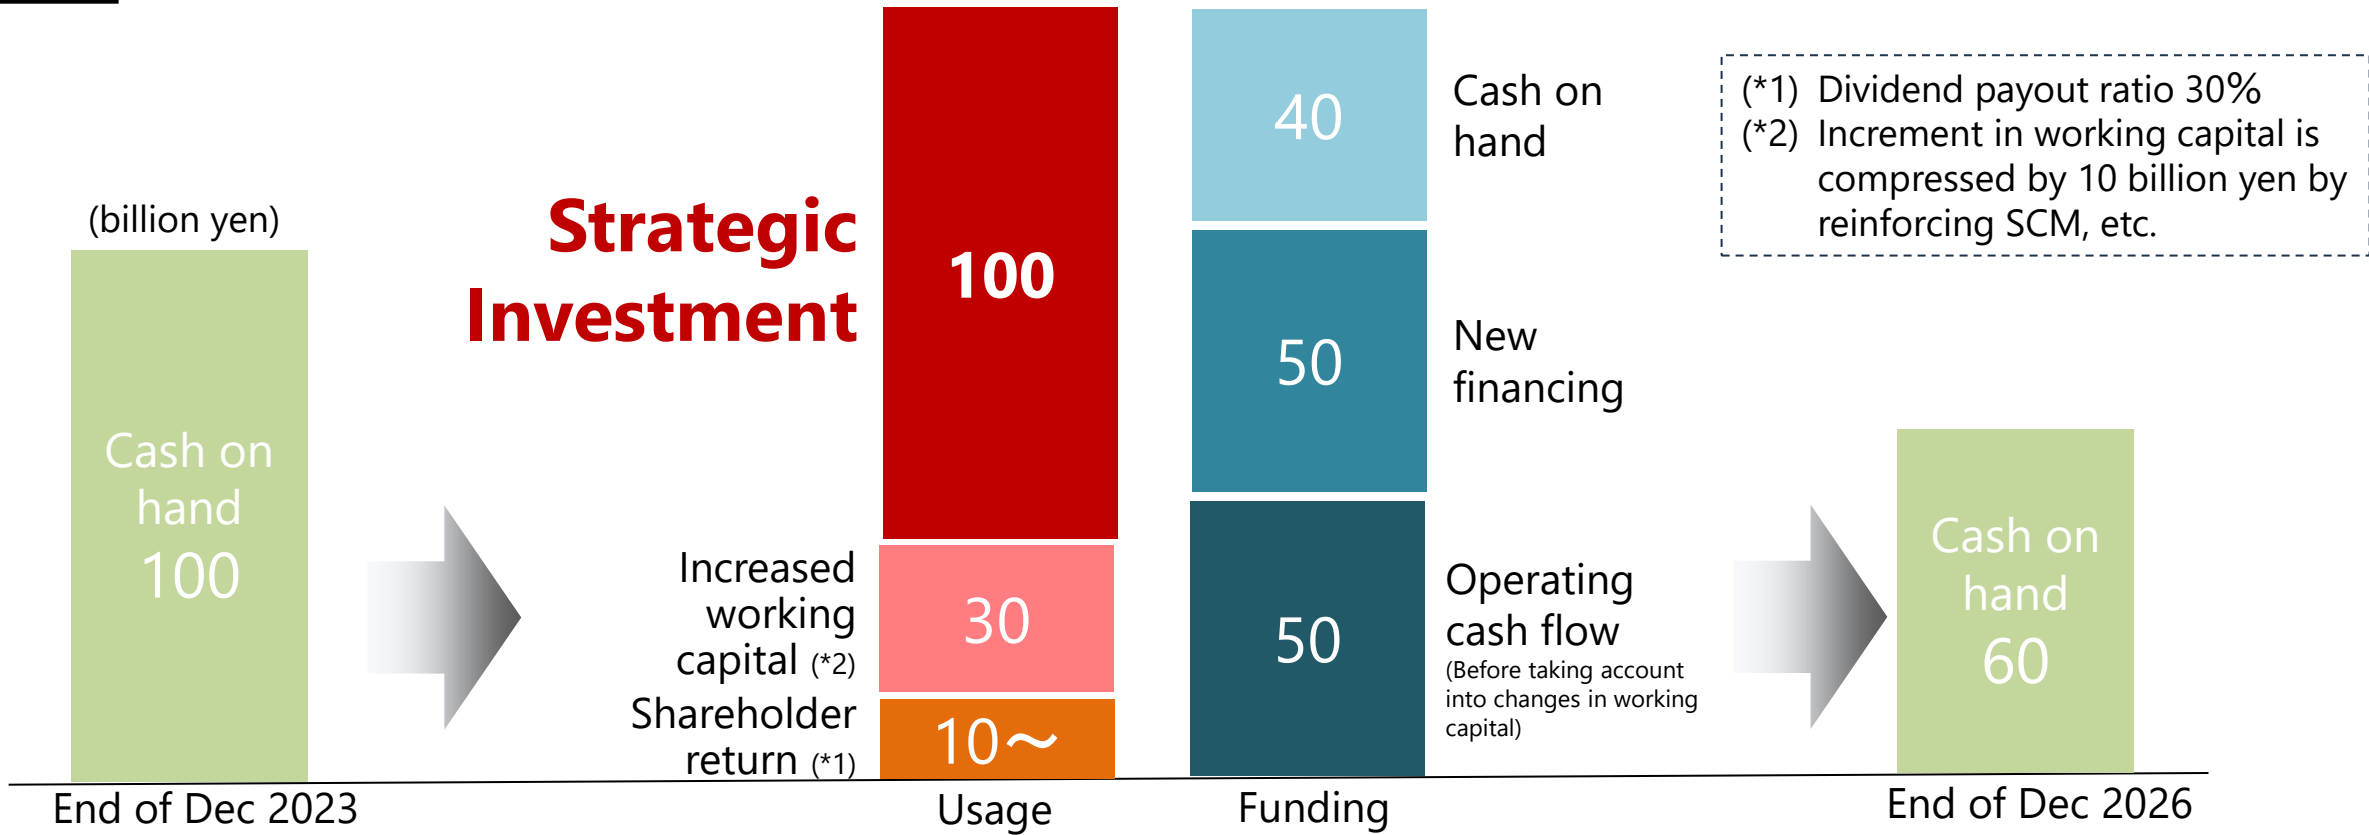 (billion yen)
Cash on
hand
100
End of Dec 2023
Strategic
Investment
100
Increased
working
capital (*2)
30
Shareholder
return (*1)
10～
Usage
40
Cash on
hand
50
New
financing
50
Operating
cash flow
(Before taking account
into changes in working
capital)
Funding
(*1) Dividend payout ratio 30%
(*2) Increment in working capital is
compressed by 10 billion yen by
reinforcing SCM, etc.
Cash on
hand
60
End of Dec 2026